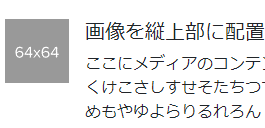 64x64
画像を縦上部に配置
ここにメディアのコンテン
くけこさしすせそたちつて
めもやゆよらりるれろん